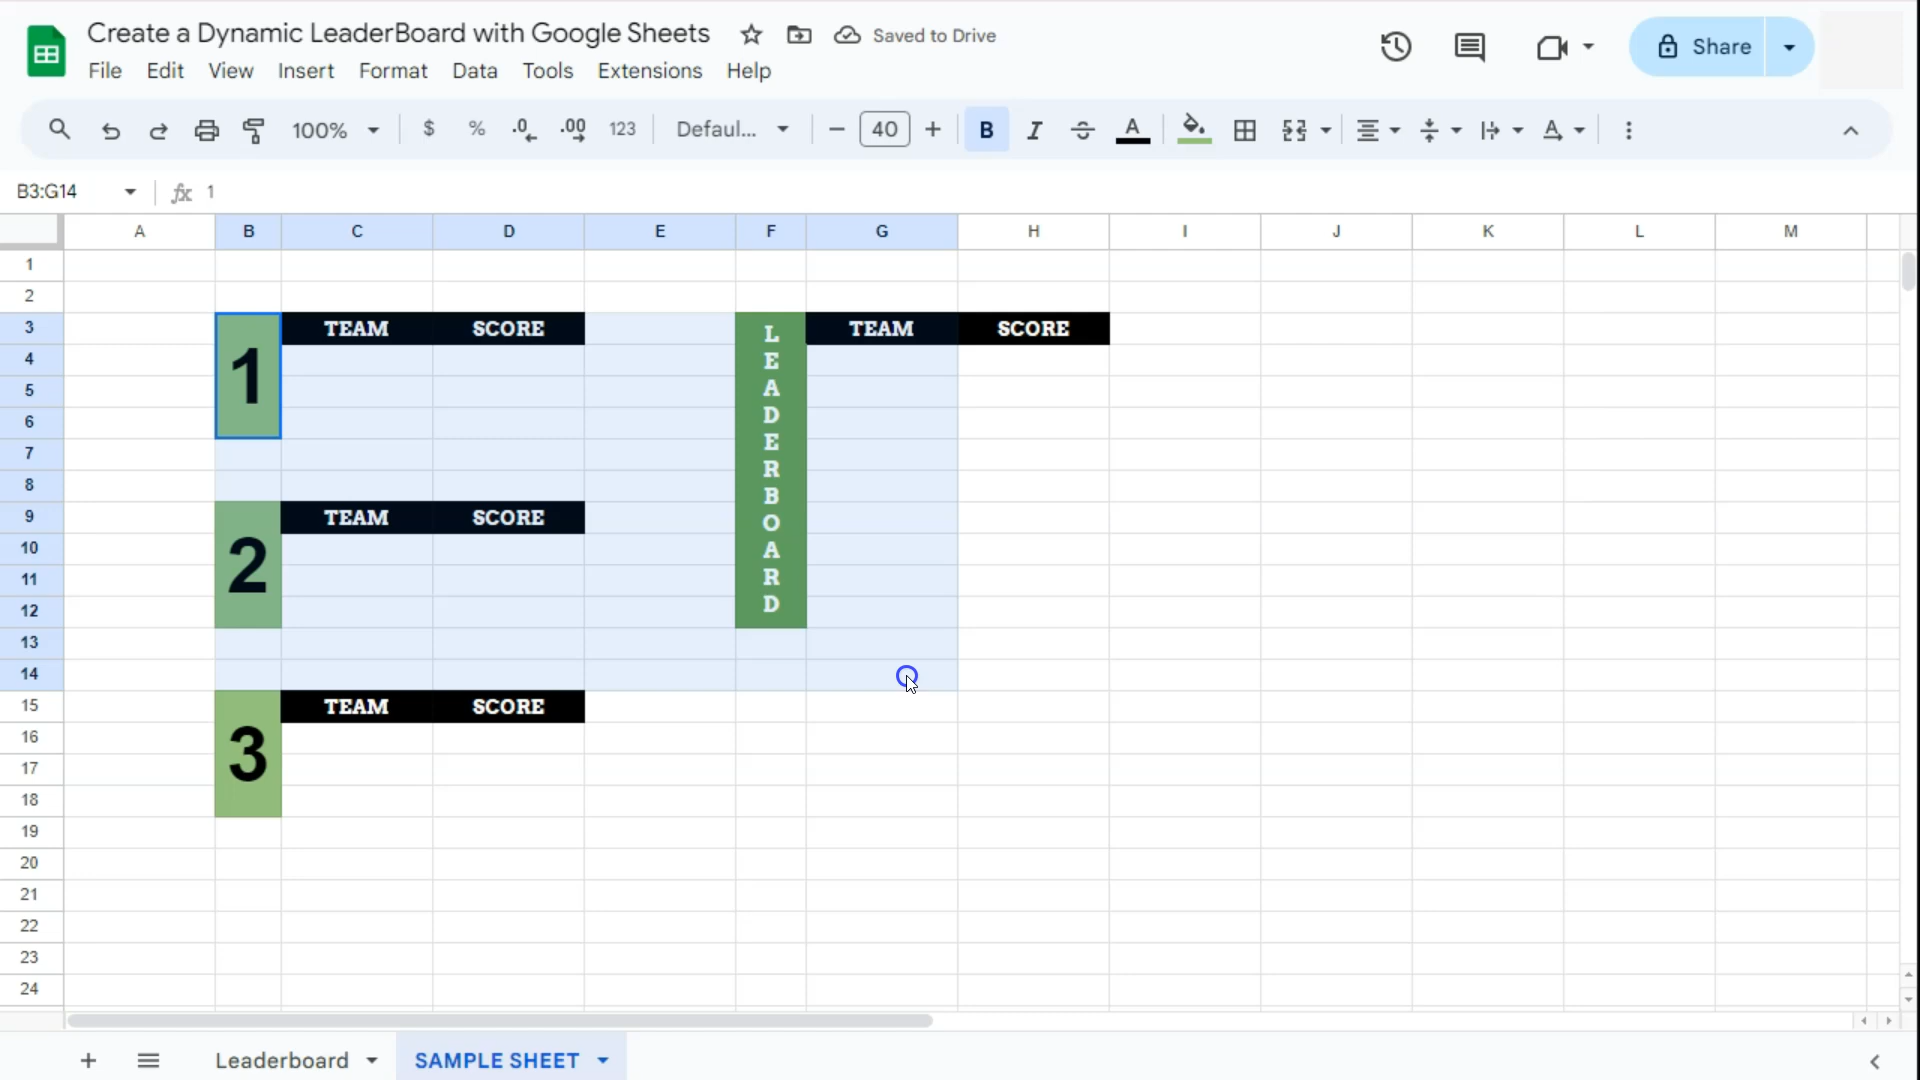 Create a Dynamic LeaderBoard with Google Sheets
Saved to Drive
File Edit View Insert Format Data Tools Extensions Help
Share
100% $ % .0 .00 123 Defaul... − 40 + B I S A A
B3:G14 fx 1
A B C D E F G H I J K L M
1
2
3
4
5
6
7
8
9
10
11
12
13
14
15
16
17
18
19
20
21
22
23
24
1 TEAM SCORE
2 TEAM SCORE
3 TEAM SCORE
L
E
A
D
E
R
B
O
A
R
D
TEAM SCORE
+ Leaderboard SAMPLE SHEET